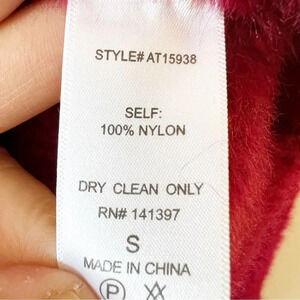 STYLE# AT15938
SELF:
100% NYLON
DRY CLEAN ONLY
RN# 141397
S
MADE IN CHINA
P